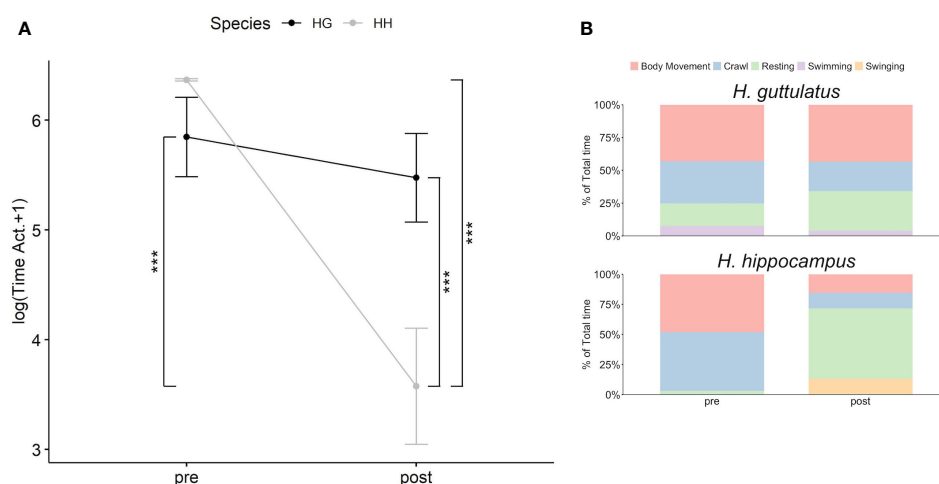 A
Species HG HH
log(Time Act.+1)
6
5
4
3
***
***
***
pre post
B
Body Movement Crawl Resting Swimming Swinging
H. guttulatus
% of Total time
100%
75%
50%
25%
0%
H. hippocampus
% of Total time
100%
75%
50%
25%
0%
pre post